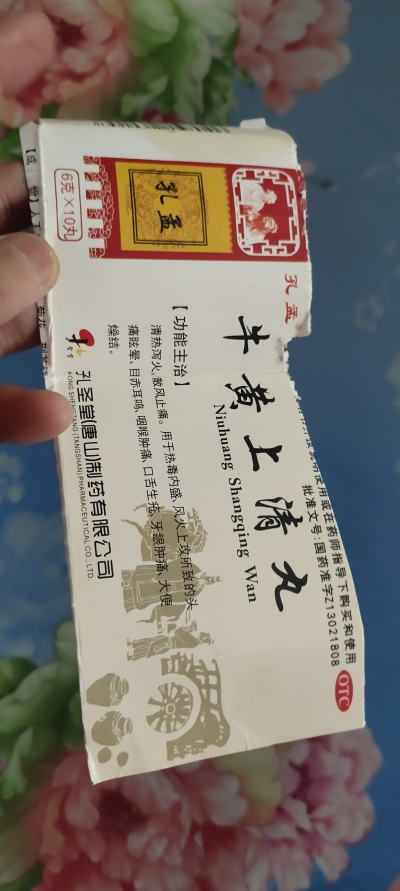 请仔细阅读说明书并按说明使用或在药师指导下购买和使用
批准文号:国药准字Z13021808
OTC
孔孟
牛黄上清丸
Niuhuang Shangqing Wan
孔孟
【功能主治】
清热泻火,散风止痛。用于热毒内盛、风火上攻所致的头
痛眩晕、目赤耳鸣、咽喉肿痛、口舌生疮、牙龈肿痛、大便
燥结。
6克×10丸
孔圣堂(唐山)制药有限公司
KONG SHENGTANG (TANGSHAN) PHARMACEUTICAL CO., LTD.
【成